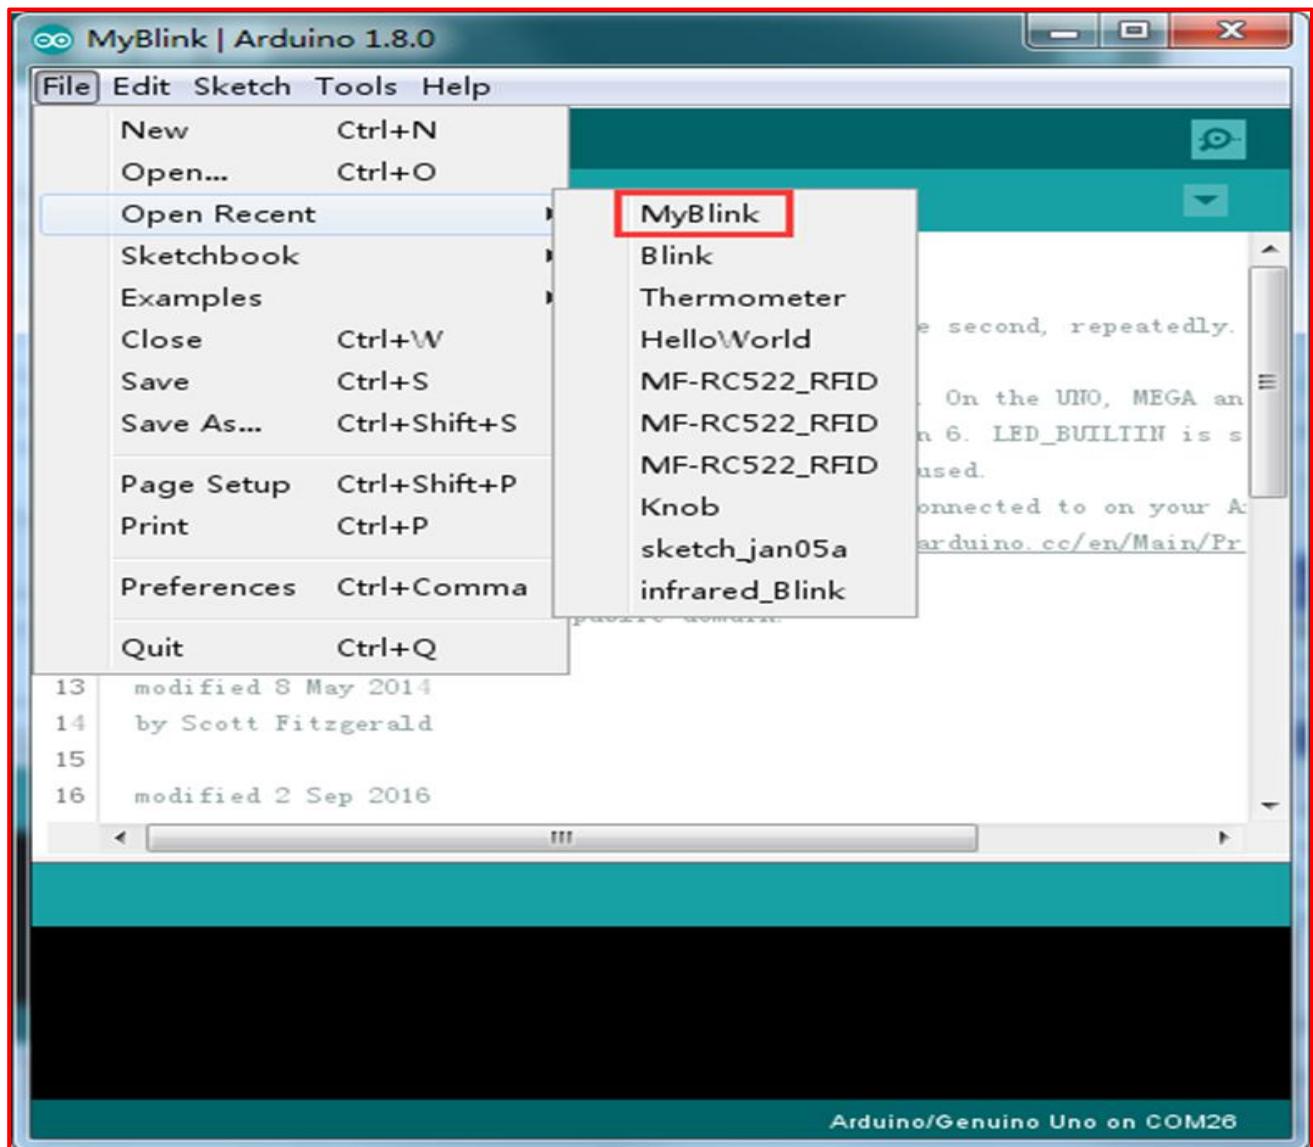 MyBlink | Arduino 1.8.0
File Edit Sketch Tools Help
New Ctrl+N
Open... Ctrl+O
Open Recent
Sketchbook
Examples
Close Ctrl+W
Save Ctrl+S
Save As... Ctrl+Shift+S
Page Setup Ctrl+Shift+P
Print Ctrl+P
Preferences Ctrl+Comma
Quit Ctrl+Q
MyBlink
Blink
Thermometer
HelloWorld
MF-RC522_RFID
MF-RC522_RFID
MF-RC522_RFID
Knob
sketch_jan05a
infrared_Blink
e second, repeatedly.
. On the UNO, MEGA an
n 6. LED_BUILTIN is s
used.
onnected to on your A
arduino.cc/en/Main/Pr
domain.
13 modified 8 May 2014
14 by Scott Fitzgerald
15
16 modified 2 Sep 2016
Arduino/Genuino Uno on COM26